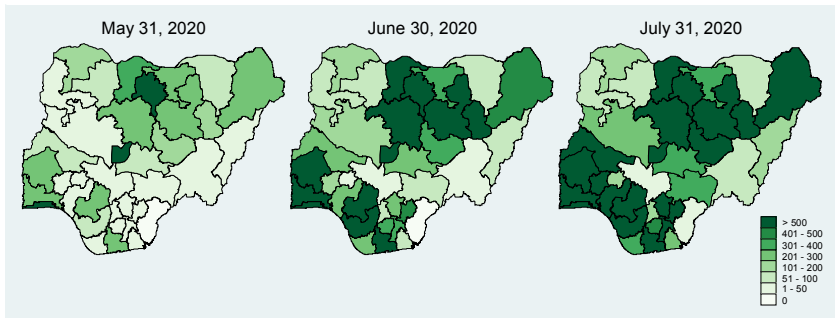 May 31, 2020
June 30, 2020
July 31, 2020
> 500
401 - 500
301 - 400
201 - 300
101 - 200
51 - 100
1 - 50
0